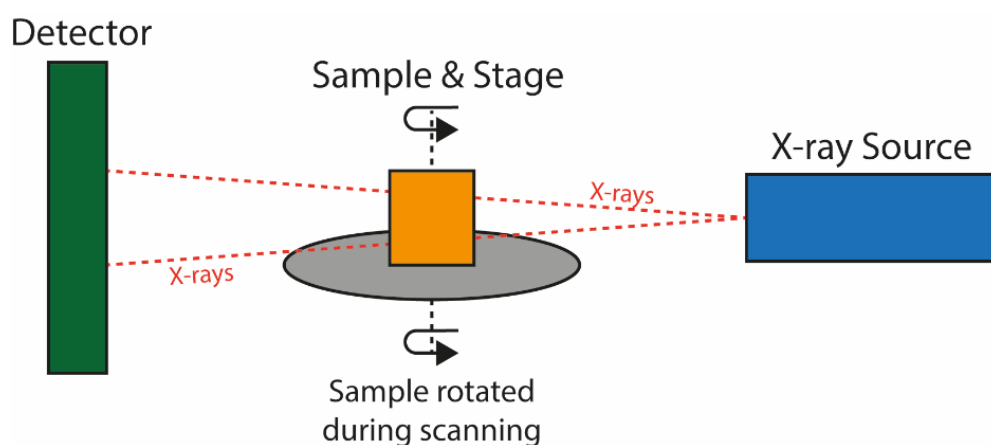 Detector
Sample & Stage
X-ray Source
X-rays
X-rays
Sample rotated
during scanning